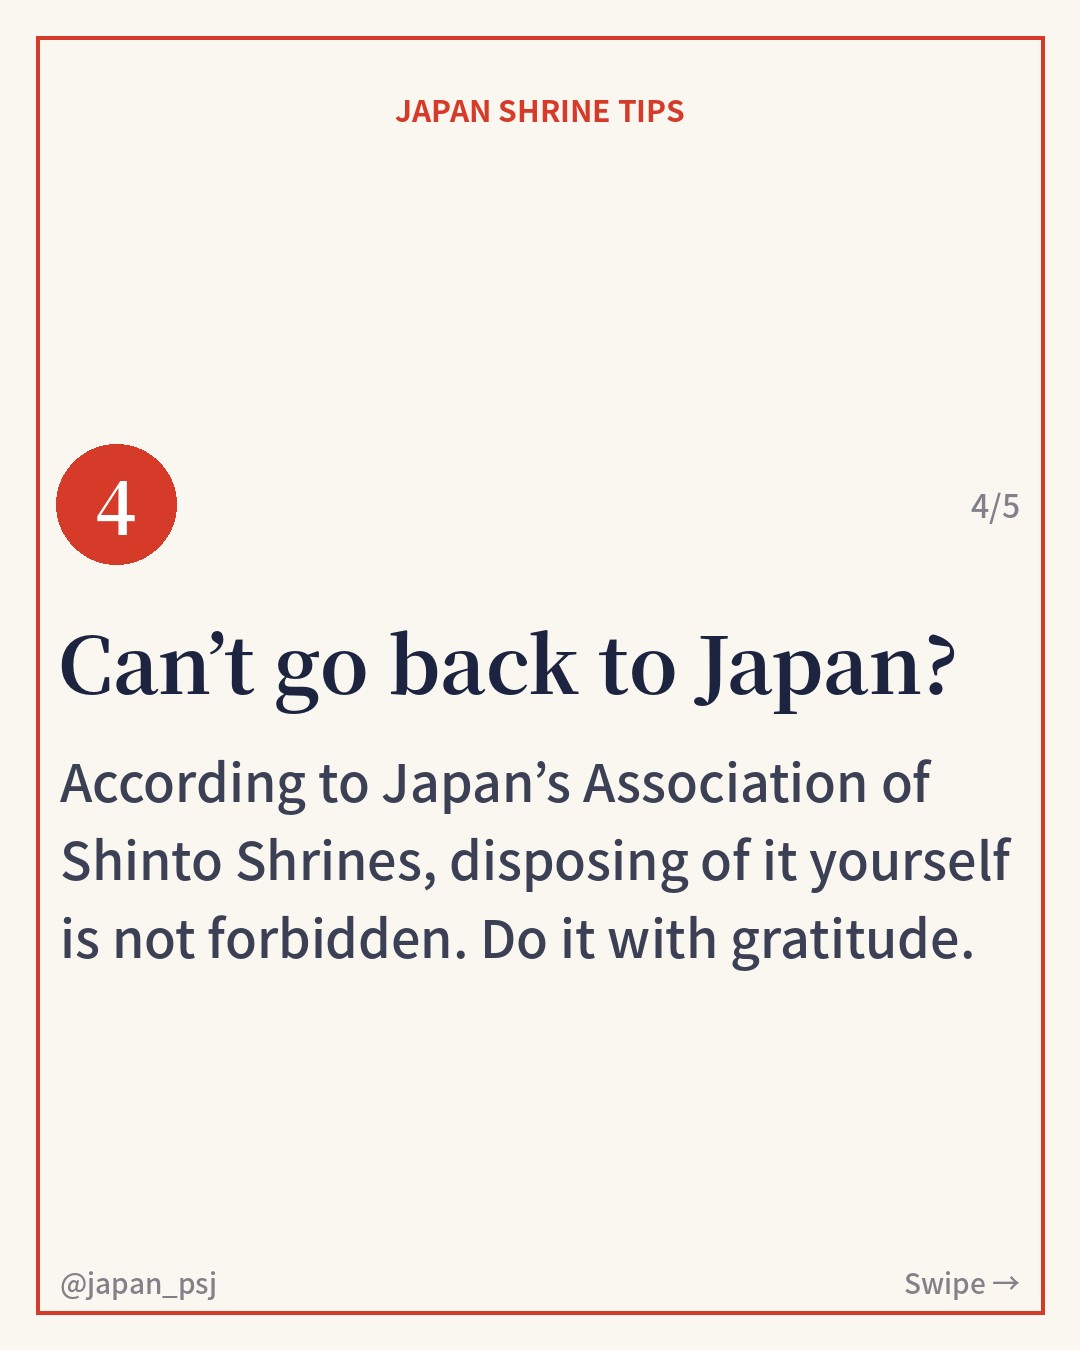 JAPAN SHRINE TIPS
4
4/5
Can’t go back to Japan?
According to Japan’s Association of
Shinto Shrines, disposing of it yourself
is not forbidden. Do it with gratitude.
@japan_psj
Swipe →